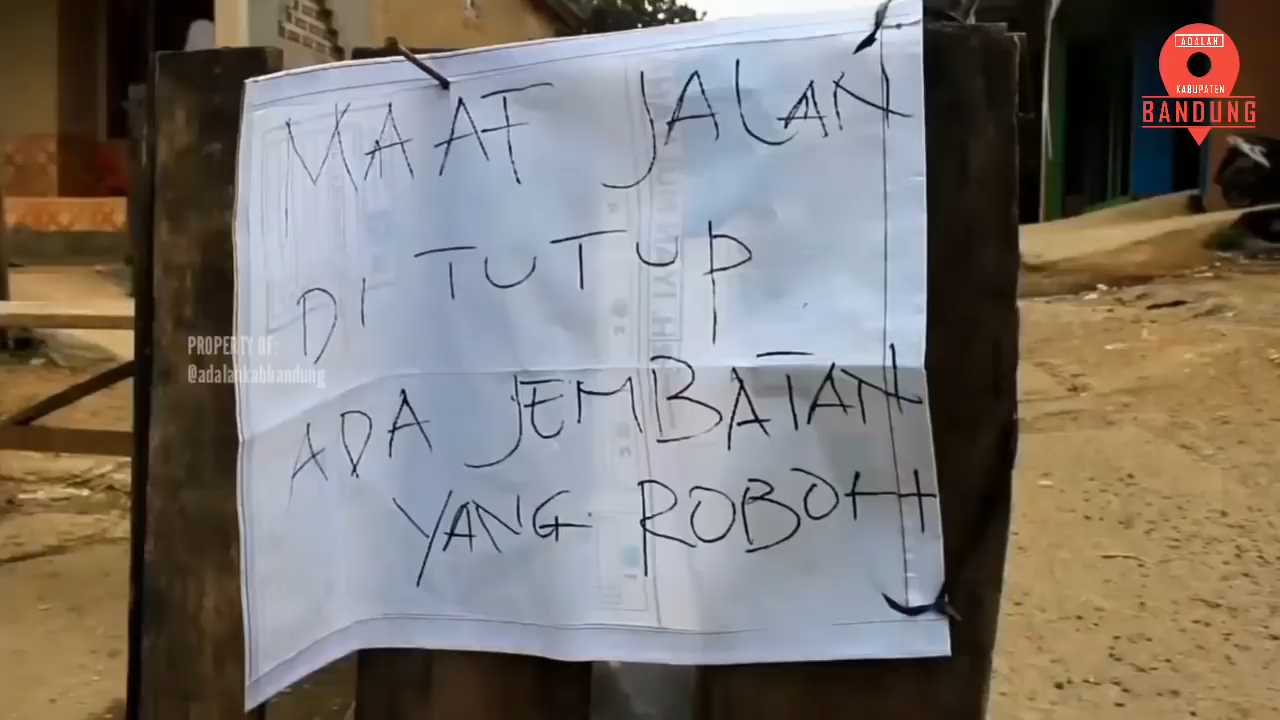 ADALAH
KABUPATEN
BANDUNG
MAAF JALAN
DI TUTUP
PROPERTY OF:
@adalahkabbandung
ADA JEMBATAN
YANG ROBOH